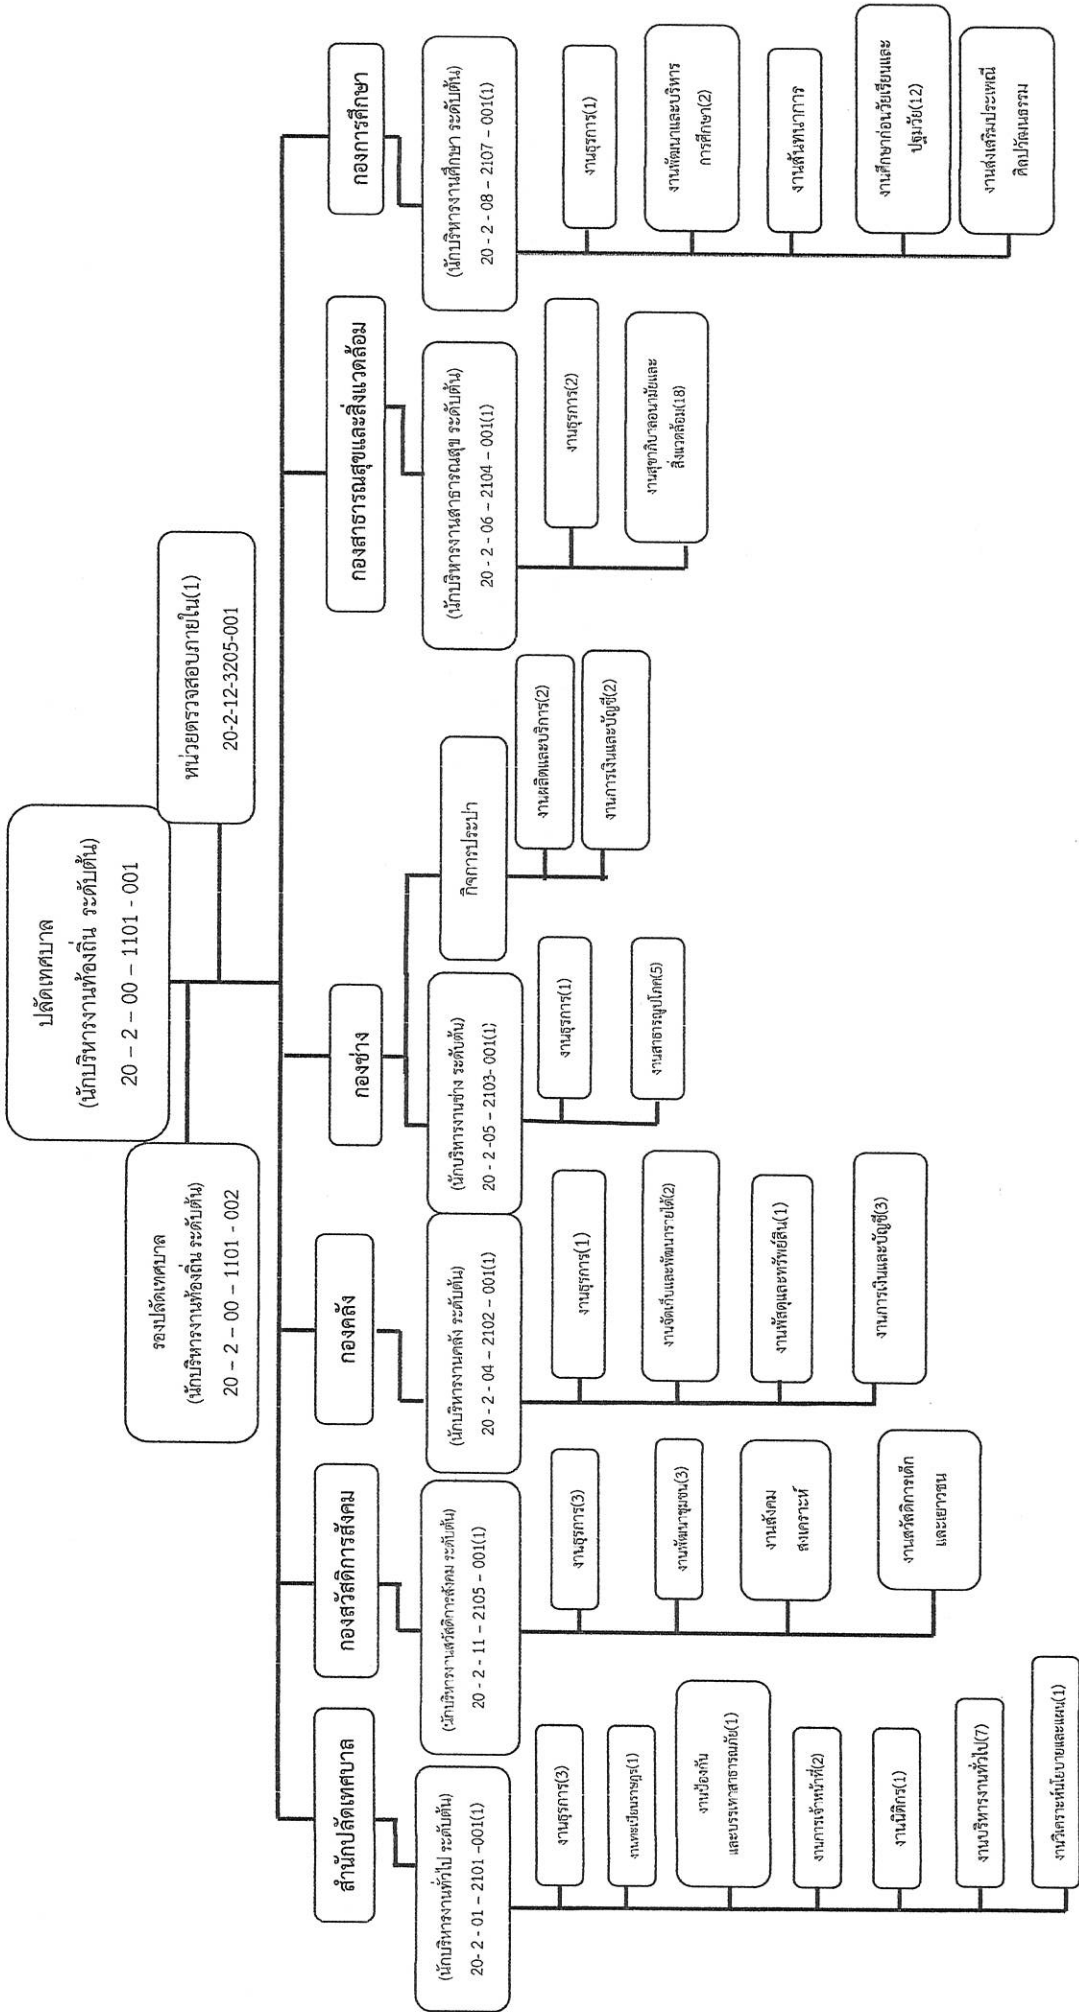 ปลัดเทศบาล
(นักบริหารงานท้องถิ่น ระดับต้น)
20 – 2 – 00 – 1101 - 001
รองปลัดเทศบาล
(นักบริหารงานท้องถิ่น ระดับต้น)
20 – 2 – 00 – 1101 - 002
หน่วยตรวจสอบภายใน(1)
20-2-12-3205-001
สำนักปลัดเทศบาล
(นักบริหารงานทั่วไป ระดับต้น)
20- 2 - 01 – 2101 -001(1)
งานธุรการ(3)
งานทะเบียนราษฎร(1)
งานป้องกัน
และบรรเทาสาธารณภัย(1)
งานการเจ้าหน้าที่(2)
งานนิติกร(1)
งานบริหารงานทั่วไป(7)
งานวิเคราะห์นโยบายและแผน(1)
กองสวัสดิการสังคม
(นักบริหารงานสวัสดิการสังคม ระดับต้น)
20 - 2 - 11 – 2105 – 001(1)
งานธุรการ(3)
งานพัฒนาชุมชน(3)
งานสังคม
สงเคราะห์
งานสวัสดิการเด็ก
และเยาวชน
กองคลัง
(นักบริหารงานคลัง ระดับต้น)
20 - 2 - 04 – 2102 – 001(1)
งานธุรการ(1)
งานจัดเก็บและพัฒนารายได้(2)
งานพัสดุและทรัพย์สิน(1)
งานการเงินและบัญชี(3)
กองช่าง
(นักบริหารงานช่าง ระดับต้น)
20 - 2 -05 – 2103- 001(1)
งานธุรการ(1)
งานสาธารณูปโภค(5)
กิจการประปา
งานผลิตและบริการ(2)
งานการเงินและบัญชี(2)
กองสาธารณสุขและสิ่งแวดล้อม
(นักบริหารงานสาธารณสุข ระดับต้น)
20 - 2 - 06 – 2104 – 001(1)
งานธุรการ(2)
งานสุขาภิบาลอนามัยและ
สิ่งแวดล้อม(18)
กองการศึกษา
(นักบริหารงานศึกษา ระดับต้น)
20 - 2 - 08 – 2107 – 001(1)
งานธุรการ(1)
งานพัฒนาและบริหาร
การศึกษา(2)
งานสันทนาการ
งานศึกษาก่อนวัยเรียนและ
ปฐมวัย(12)
งานส่งเสริมประเพณี
ศิลปวัฒนธรรม